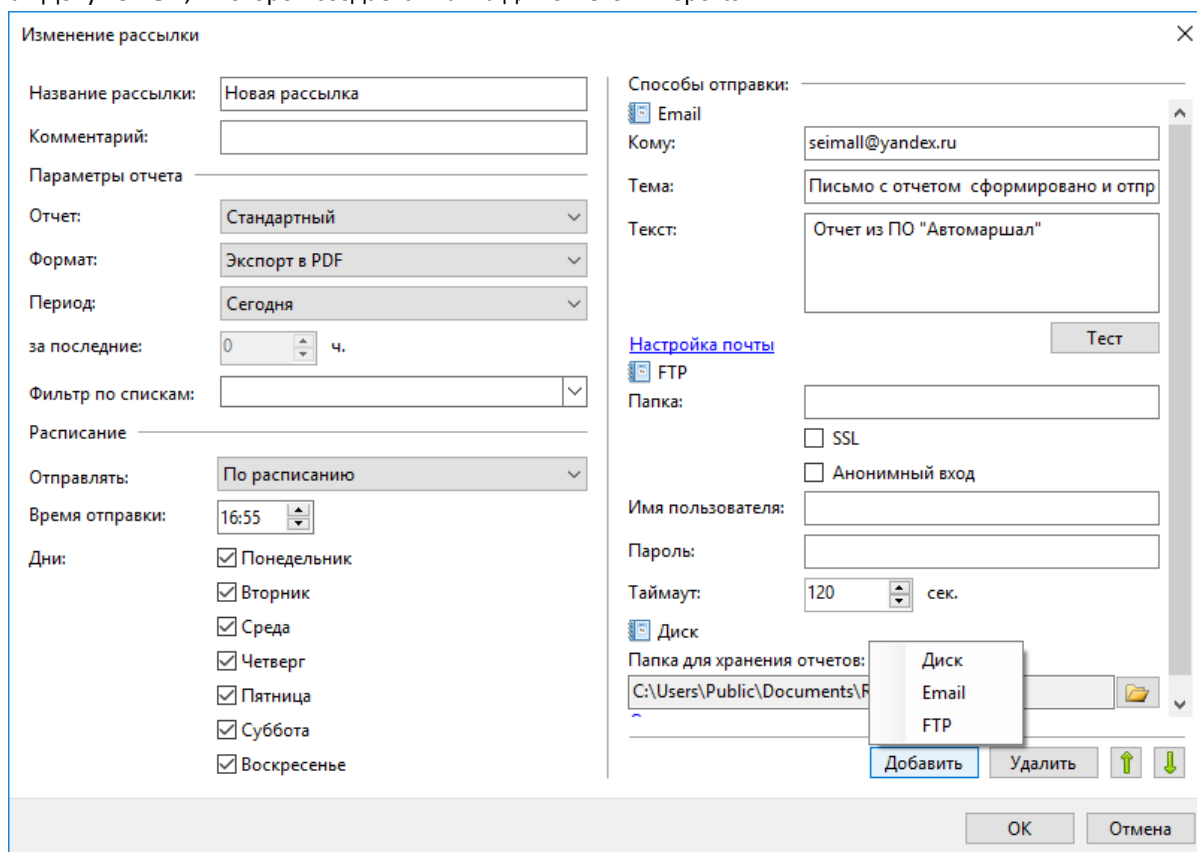 Изменение рассылки
Название рассылки: Новая рассылка
Комментарий:
Параметры отчета
Отчет: Стандартный
Формат: Экспорт в PDF
Период: Сегодня
за последние: 0 ч.
Фильтр по спискам:
Расписание
Отправлять: По расписанию
Время отправки: 16:55
Дни: Понедельник
Вторник
Среда
Четверг
Пятница
Суббота
Воскресенье
Способы отправки:
Email
Кому: seimall@yandex.ru
Тема: Письмо с отчетом сформировано и отпр
Текст: Отчет из ПО "Автомаршал"
Тест
Настройка почты
FTP
Папка:
SSL
Анонимный вход
Имя пользователя:
Пароль:
Таймаут: 120 сек.
Диск
Папка для хранения отчетов:
C:\Users\Public\Documents\R
Диск
Email
FTP
Добавить Удалить
OK Отмена